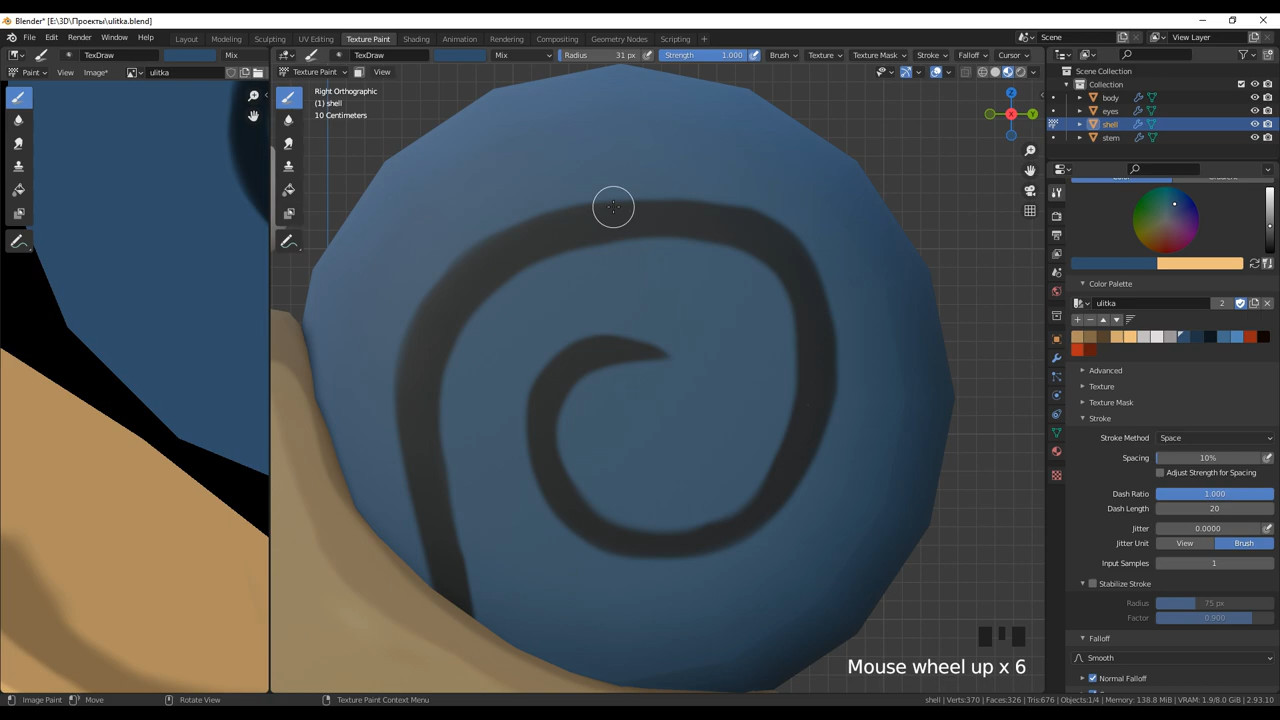 Blender* [E:\3D\Проекты\ulitka.blend]
File Edit Render Window Help Layout Modeling Sculpting UV Editing Texture Paint Shading Animation Rendering Compositing Geometry Nodes Scripting Scene View Layer
TexDraw Mix TexDraw Mix Radius 31 px Strength 1.000 Brush Texture Texture Mask Stroke Falloff Cursor
Paint View Image* ulitka Texture Paint View
Scene Collection
Collection
body
eyes
shell
stem
Right Orthographic
(1) shell
10 Centimeters
X
Y
Z
Color Palette
ulitka 2
Advanced
Texture
Texture Mask
Stroke
Stroke Method Space
Spacing 10%
Adjust Strength for Spacing
Dash Ratio 1.000
Dash Length 20
Jitter 0.0000
Jitter Unit View Brush
Input Samples 1
Stabilize Stroke
Radius 75 px
Factor 0.900
Falloff
Smooth
Normal Falloff
Mouse wheel up x 6
Image Paint Move Rotate View Texture Paint Context Menu shell | Verts:370 | Faces:326 | Tris:676 | Objects:1/4 | Memory: 138.8 MiB | VRAM: 1.9/8.0 GiB | 2.93.10